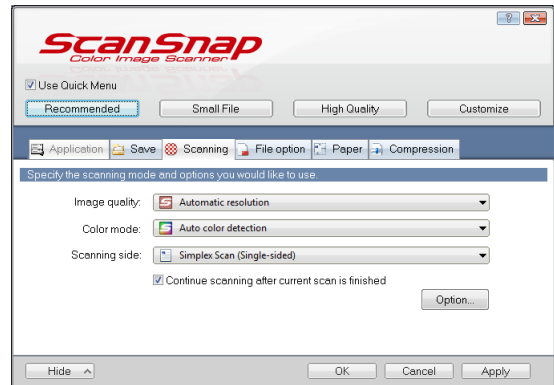 ScanSnap
Color Image Scanner
Use Quick Menu
Recommended Small File High Quality Customize
Application Save Scanning File option Paper Compression
Specify the scanning mode and options you would like to use.
Image quality: Automatic resolution
Color mode: Auto color detection
Scanning side: Simplex Scan (Single-sided)
Continue scanning after current scan is finished
Option...
Hide OK Cancel Apply